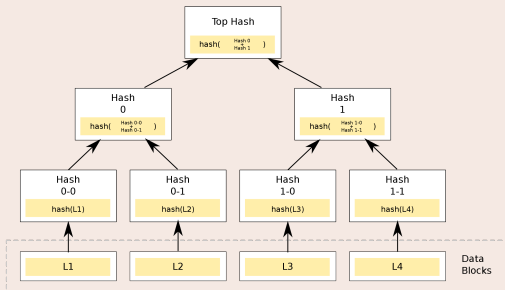 Top Hash
hash( Hash 0 + Hash 1 )
Hash
0
hash( Hash 0-0 + Hash 0-1 )
Hash
1
hash( Hash 1-0 + Hash 1-1 )
Hash
0-0
hash(L1)
Hash
0-1
hash(L2)
Hash
1-0
hash(L3)
Hash
1-1
hash(L4)
L1
L2
L3
L4
Data
Blocks